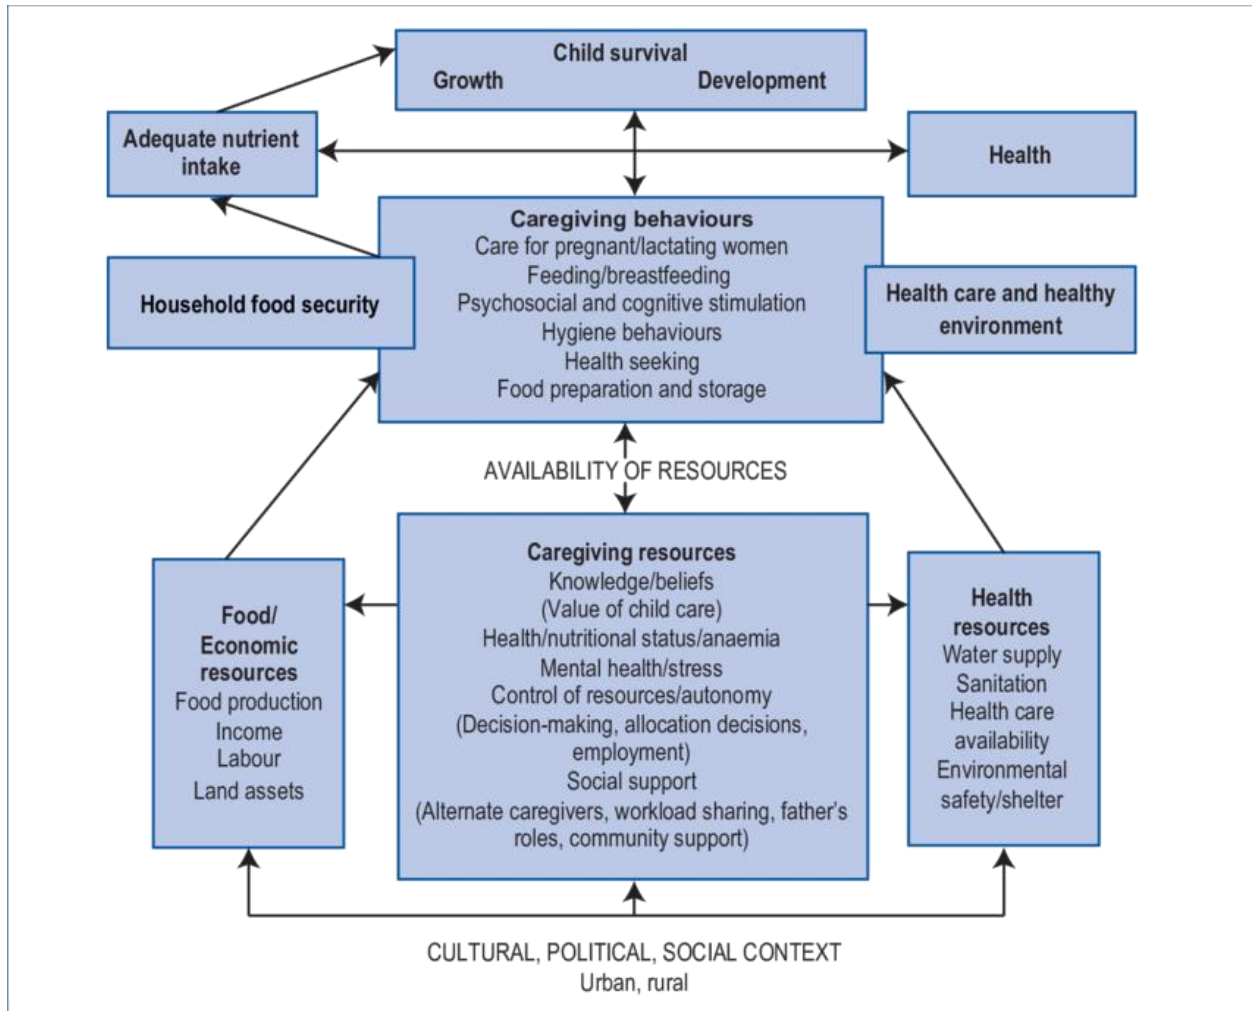 Child survival
Growth Development
Adequate nutrient
intake
Health
Caregiving behaviours
Care for pregnant/lactating women
Feeding/breastfeeding
Psychosocial and cognitive stimulation
Hygiene behaviours
Health seeking
Food preparation and storage
Household food security
Health care and healthy
environment
AVAILABILITY OF RESOURCES
Food/
Economic
resources
Food production
Income
Labour
Land assets
Caregiving resources
Knowledge/beliefs
(Value of child care)
Health/nutritional status/anaemia
Mental health/stress
Control of resources/autonomy
(Decision-making, allocation decisions,
employment)
Social support
(Alternate caregivers, workload sharing, father's
roles, community support)
Health
resources
Water supply
Sanitation
Health care
availability
Environmental
safety/shelter
CULTURAL, POLITICAL, SOCIAL CONTEXT
Urban, rural